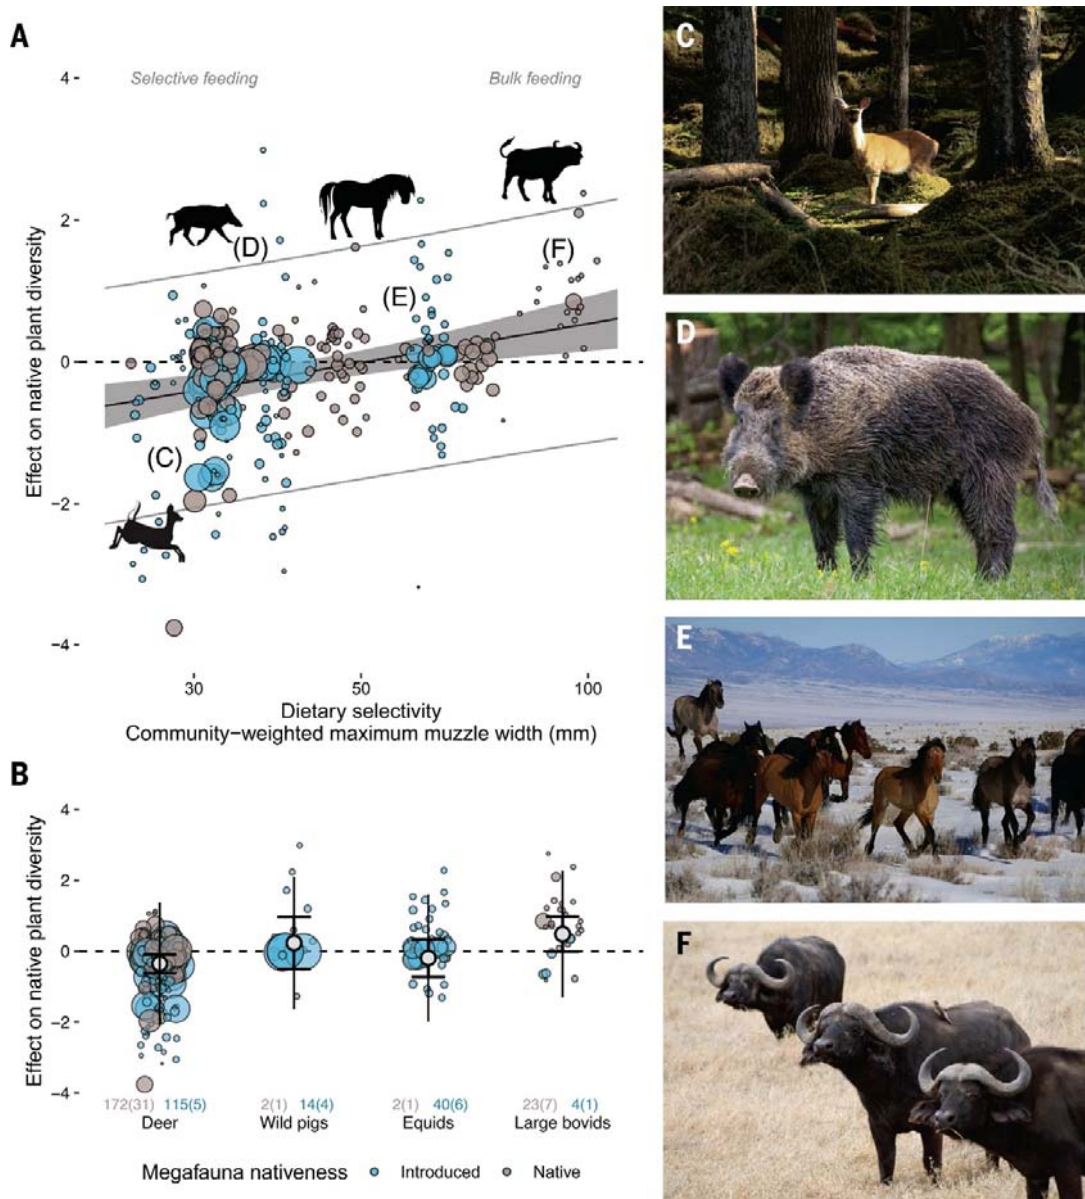 A
4
Selective feeding
Bulk feeding
2
(D)
(F)
(E)
0
(C)
−2
−4
Effect on native plant diversity
30
50
100
Dietary selectivity
Community−weighted maximum muzzle width (mm)
B
4
2
0
−2
−4
Effect on native plant diversity
172(31) 115(5) 2(1) 14(4) 2(1) 40(6) 23(7) 4(1)
Deer Wild pigs Equids Large bovids
Megafauna nativeness Introduced Native
C
D
E
F